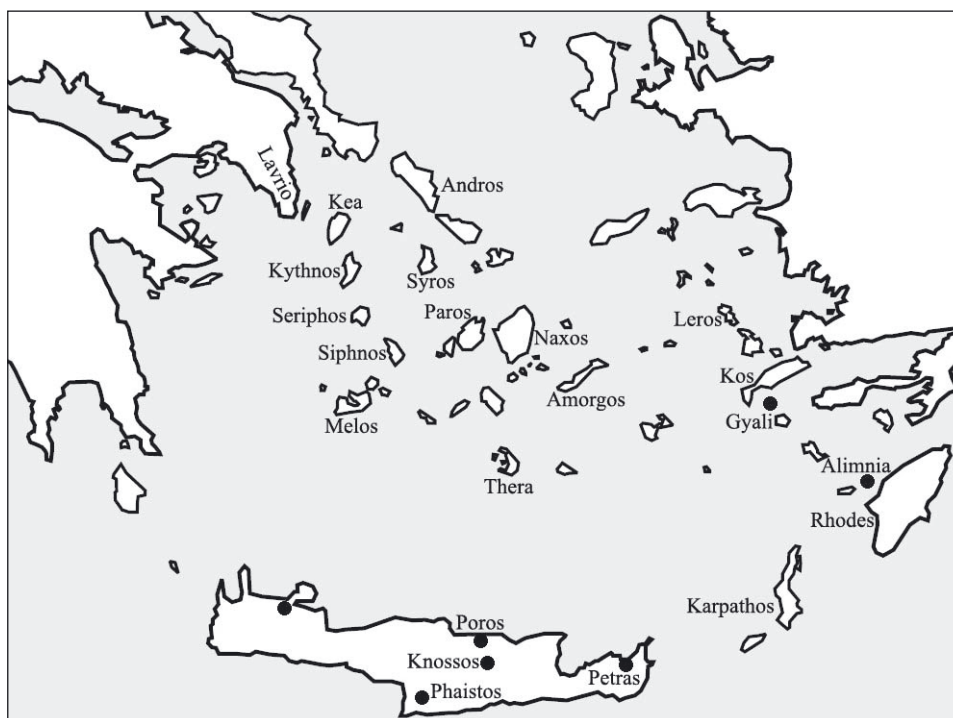 Lavrio
Andros
Kea
Kythnos
Syros
Seriphos
Paros
Leros
Naxos
Siphnos
Kos
Amorgos
Melos
Gyali
Alimnia
Thera
Rhodes
Karpathos
Poros
Knossos
Petras
Phaistos